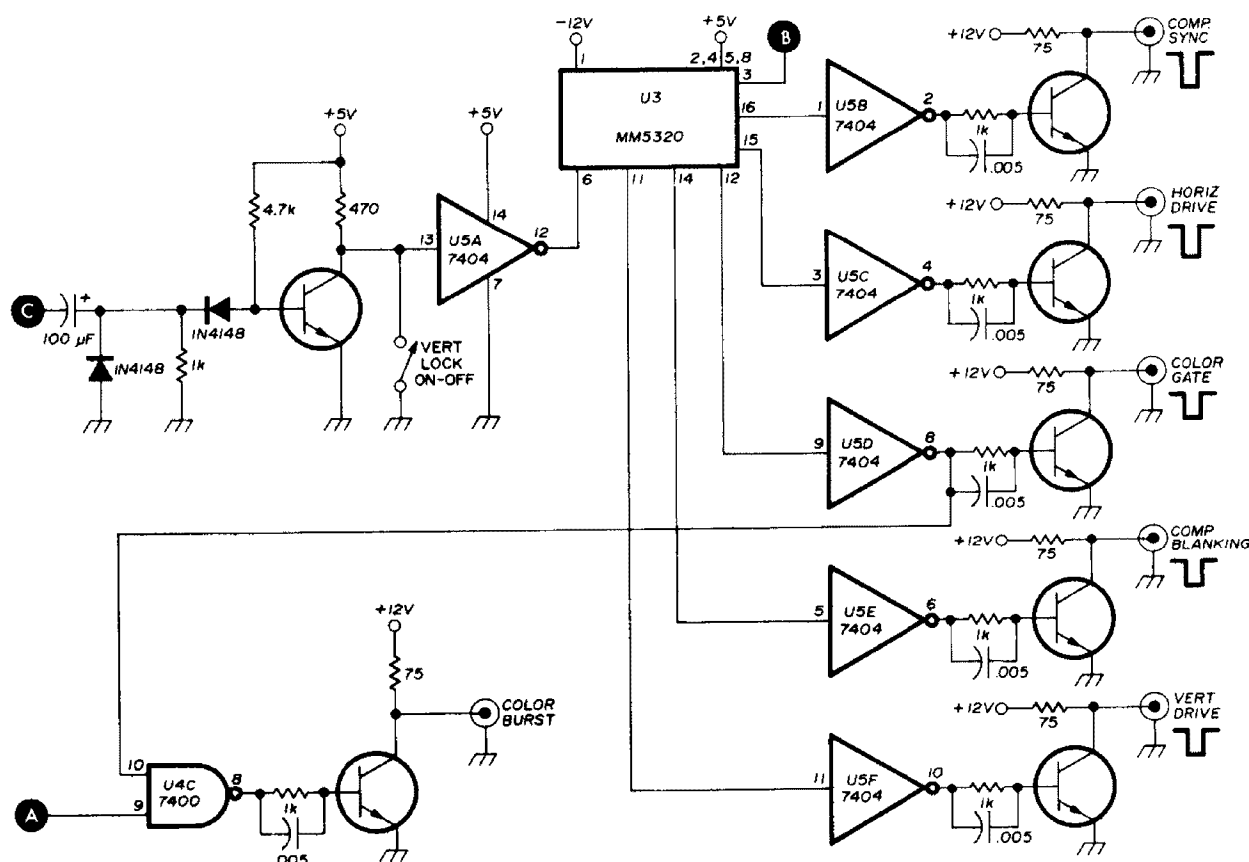 -12V
+5V
B
1
2,4
5,8
3
U3
MM5320
16
15
6
11
14
12
+5V
+5V
4.7k
470
14
13
U5A
7404
12
7
C
+
100 µF
1N4148
1N4148
1k
VERT
LOCK
ON-OFF
+12V
75
COMP.
SYNC
1
U5B
7404
2
1k
.005
+12V
75
HORIZ
DRIVE
3
U5C
7404
4
1k
.005
+12V
75
COLOR
GATE
9
U5D
7404
8
1k
.005
+12V
75
COMP.
BLANKING
5
U5E
7404
6
1k
.005
+12V
75
VERT
DRIVE
11
U5F
7404
10
1k
.005
+12V
75
COLOR
BURST
10
U4C
7400
8
9
A
1k
.005